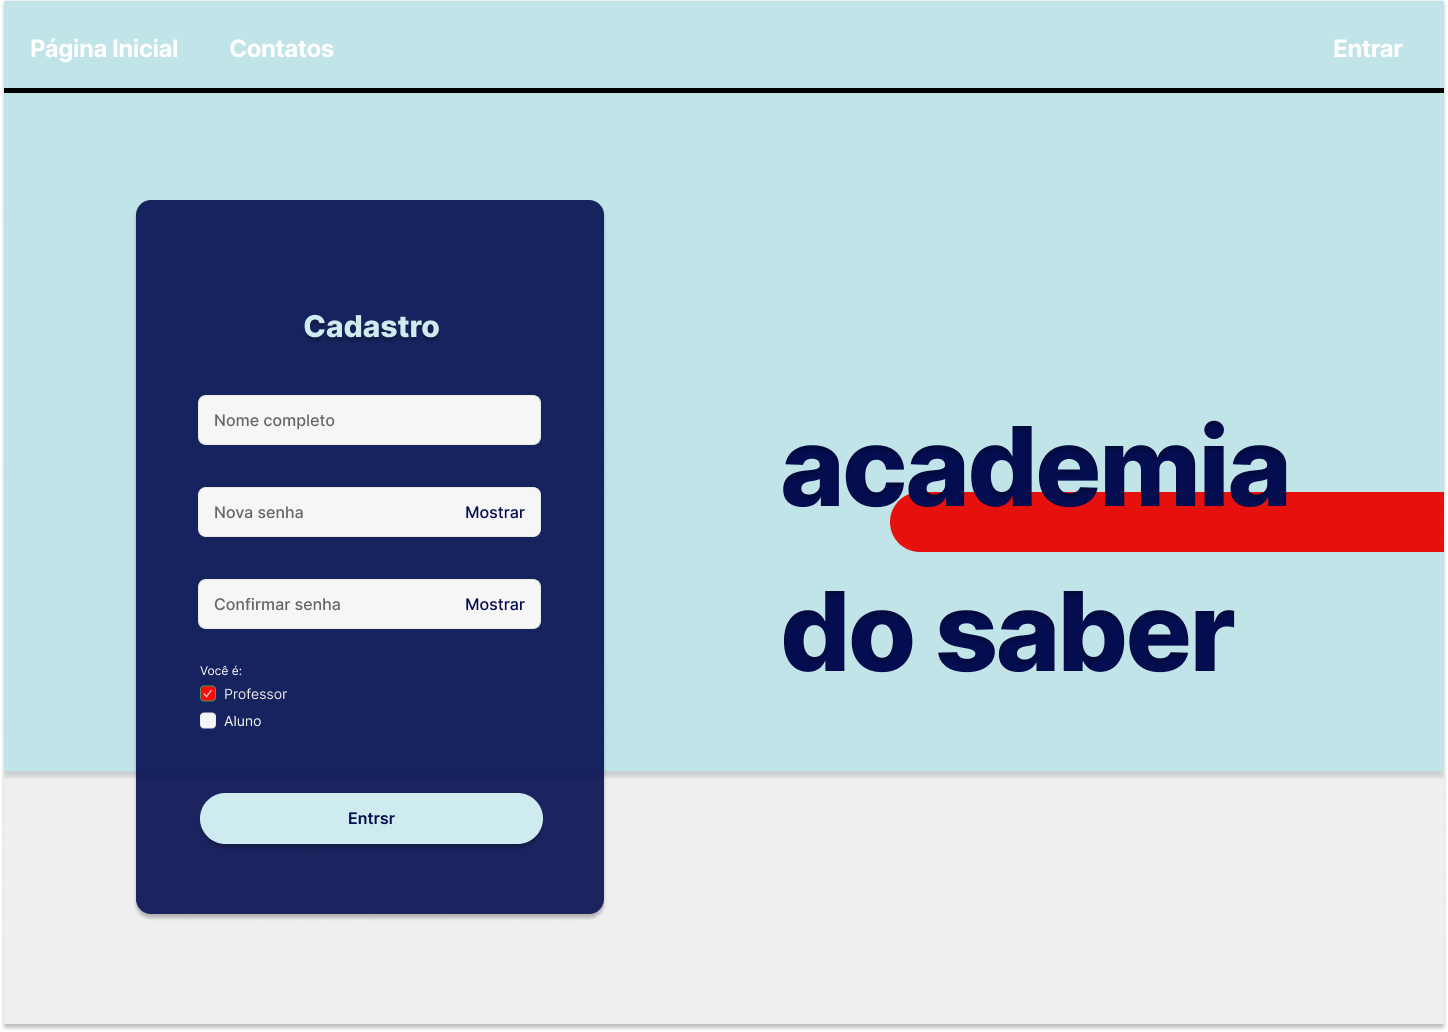 Página Inicial Contatos Entrar
Cadastro
Nome completo
Nova senha Mostrar
Confirmar senha Mostrar
Você é:
Professor
Aluno
Entrsr
academia
do saber